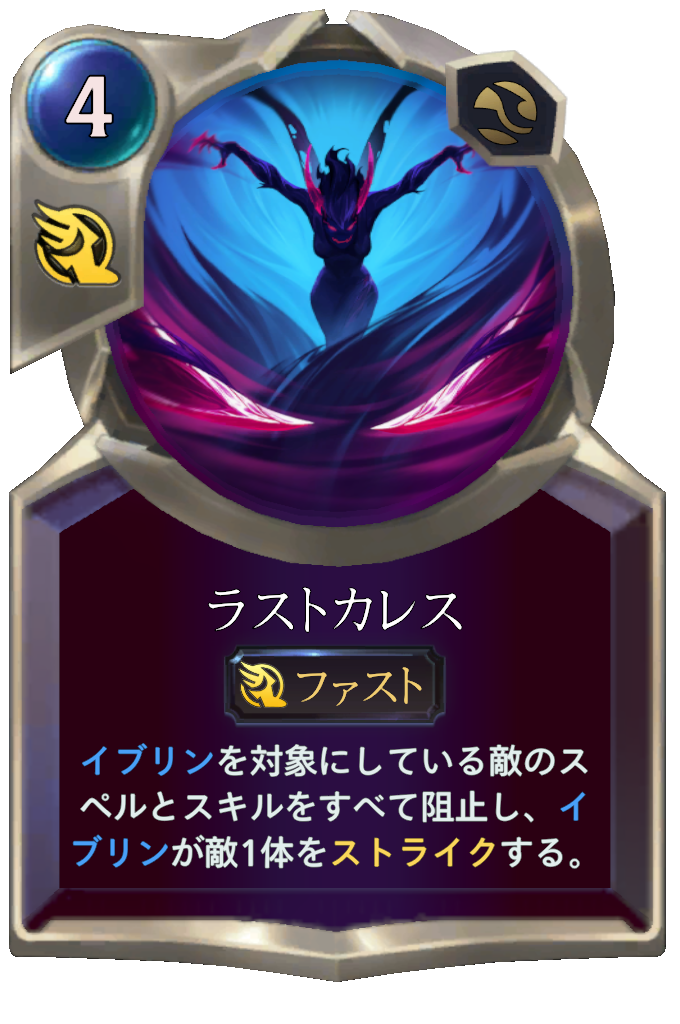 4
ラストカレス
ファスト
イブリンを対象にしている敵のス
ペルとスキルをすべて阻止し、イ
ブリンが敵1体をストライクする。